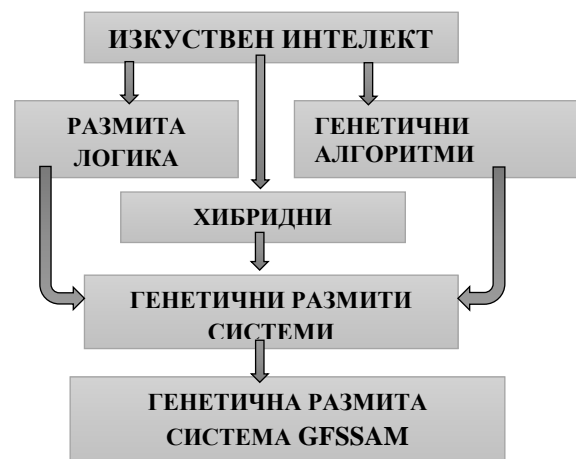 ИЗКУСТВЕН ИНТЕЛЕКТ
РАЗМИТА
ЛОГИКА
ГЕНЕТИЧНИ
АЛГОРИТМИ
ХИБРИДНИ
ГЕНЕТИЧНИ РАЗМИТИ
СИСТЕМИ
ГЕНЕТИЧНА РАЗМИТА
СИСТЕМА GFSSAM